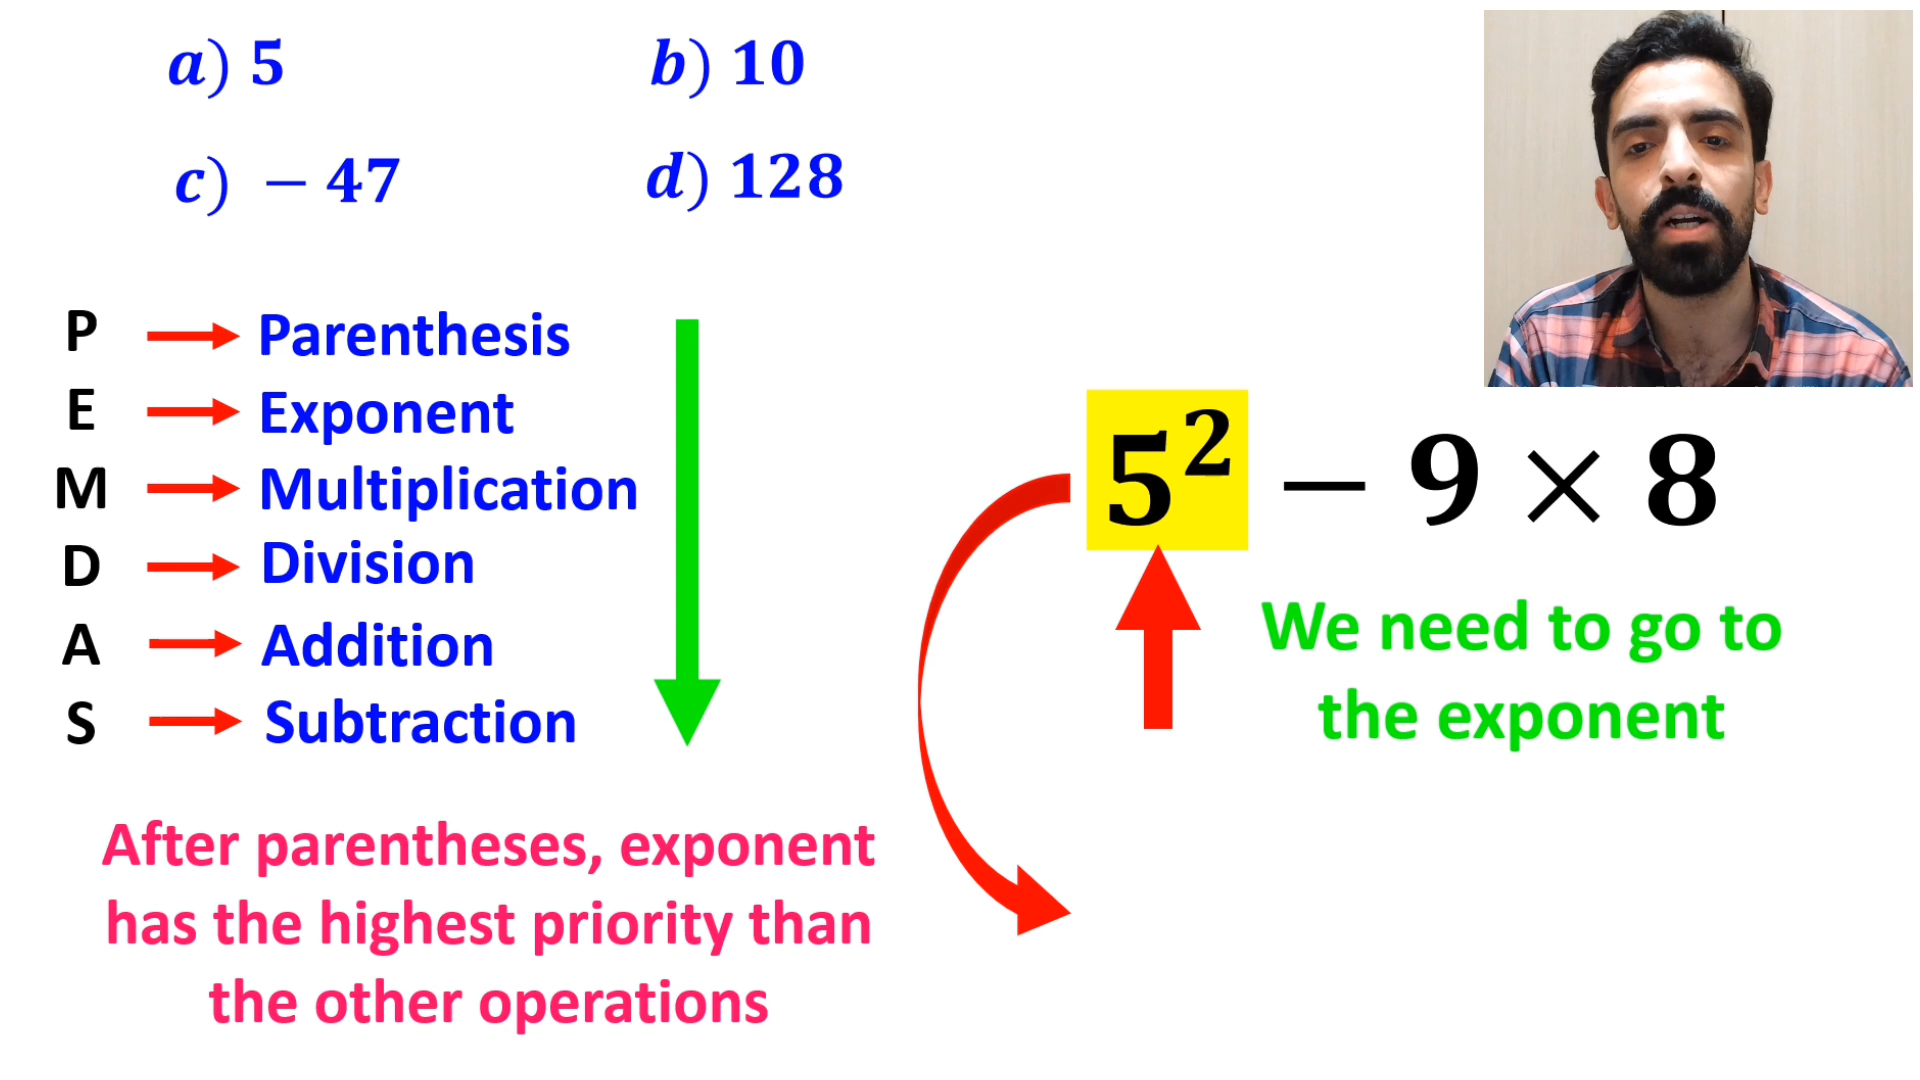 a) 5
b) 10
c) − 47
d) 128
P Parenthesis
E Exponent
M Multiplication
D Division
A Addition
S Subtraction
After parentheses, exponent
has the highest priority than
the other operations
5² − 9 × 8
We need to go to
the exponent